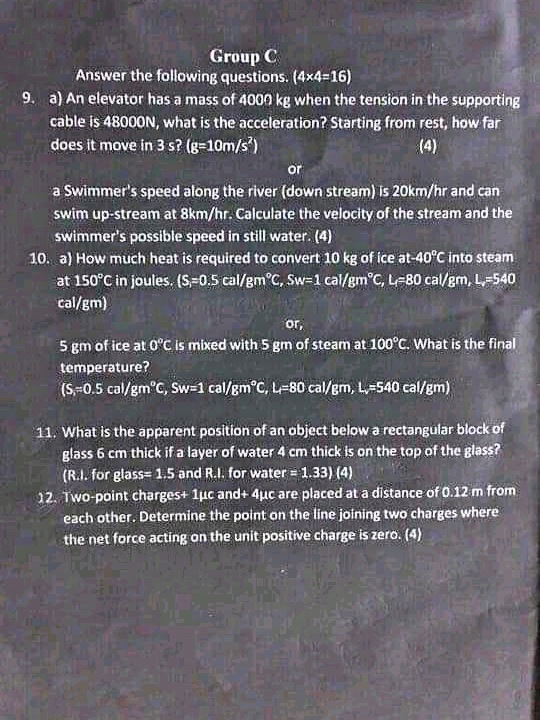 Group C
Answer the following questions. (4×4=16)
9. a) An elevator has a mass of 4000 kg when the tension in the supporting
cable is 48000N, what is the acceleration? Starting from rest, how far
does it move in 3 s? (g=10m/s²) (4)
or
a Swimmer's speed along the river (down stream) is 20km/hr and can
swim up-stream at 8km/hr. Calculate the velocity of the stream and the
swimmer's possible speed in still water. (4)
10. a) How much heat is required to convert 10 kg of ice at-40°C into steam
at 150°C in joules. (Sᵢ=0.5 cal/gm°C, Sw=1 cal/gm°C, Lf=80 cal/gm, Lᵥ=540
cal/gm)
or,
5 gm of ice at 0°C is mixed with 5 gm of steam at 100°C. What is the final
temperature?
(Sᵢ=0.5 cal/gm°C, Sw=1 cal/gm°C, Lf=80 cal/gm, Lᵥ=540 cal/gm)
11. What is the apparent position of an object below a rectangular block of
glass 6 cm thick if a layer of water 4 cm thick is on the top of the glass?
(R.I. for glass= 1.5 and R.I. for water = 1.33) (4)
12. Two-point charges+ 1μc and+ 4μc are placed at a distance of 0.12 m from
each other. Determine the point on the line joining two charges where
the net force acting on the unit positive charge is zero. (4)